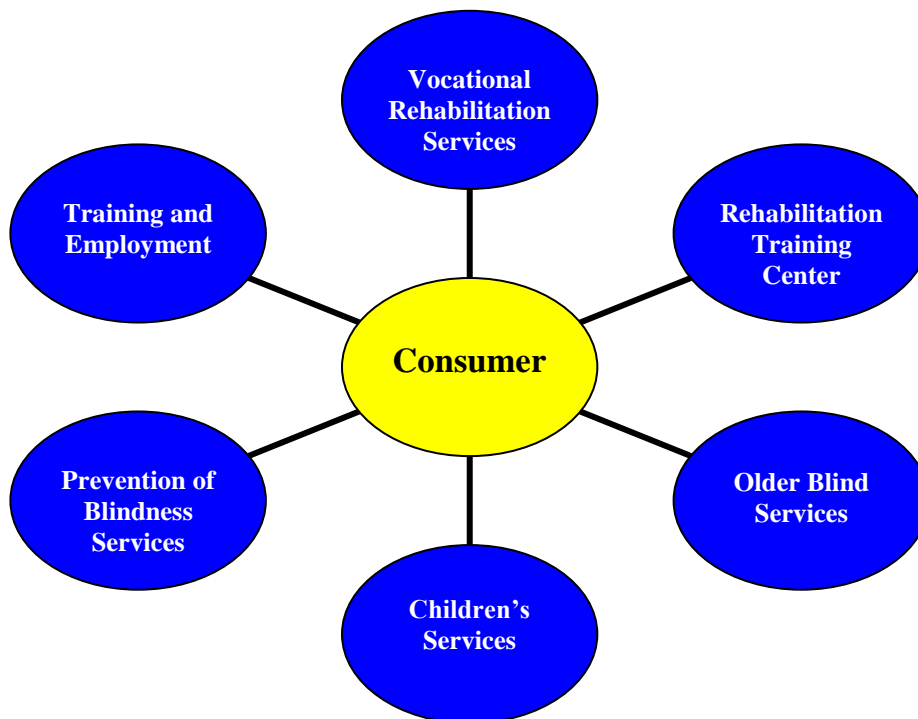 Vocational
Rehabilitation
Services
Training and
Employment
Rehabilitation
Training
Center
Consumer
Prevention of
Blindness
Services
Older Blind
Services
Children’s
Services